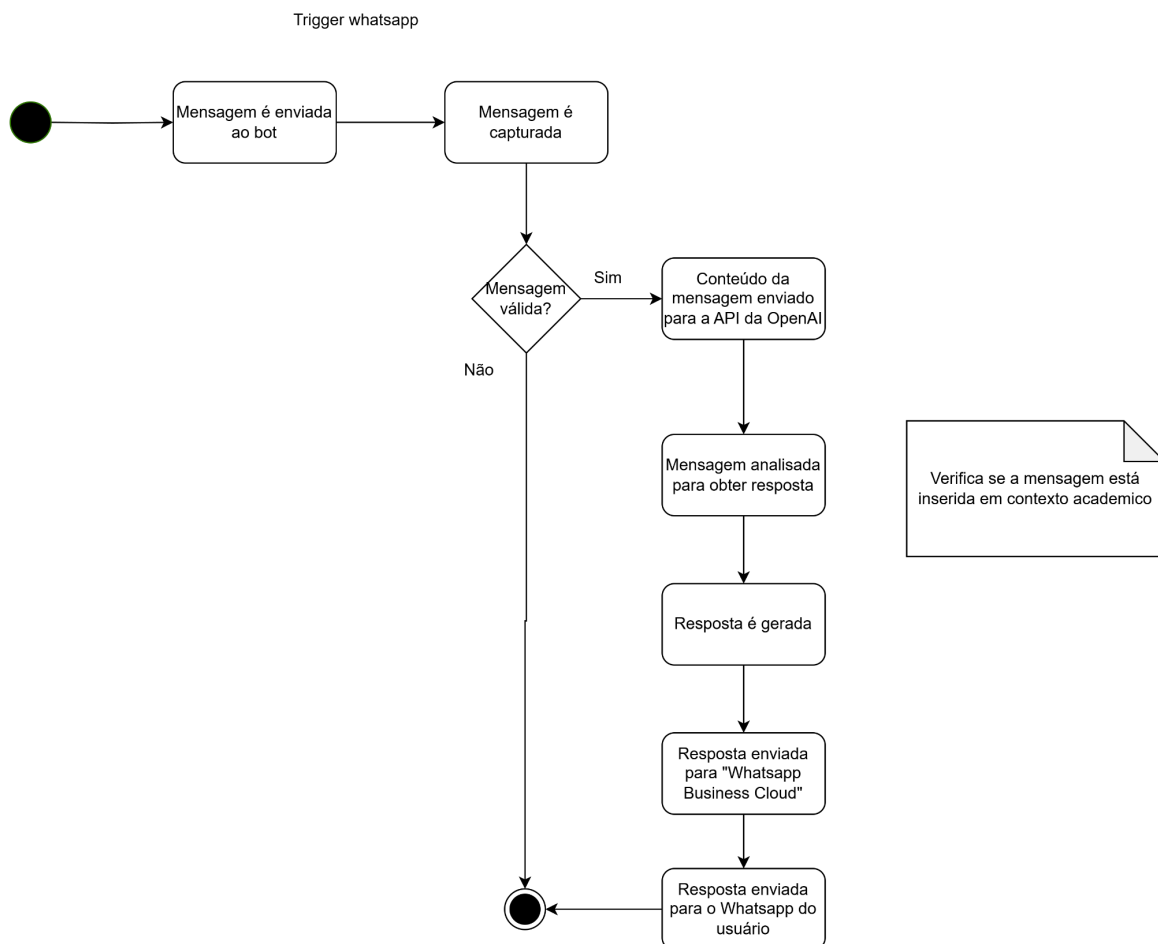 Trigger whatsapp
Mensagem é enviada
ao bot
Mensagem é
capturada
Mensagem
válida?
Sim
Não
Conteúdo da
mensagem enviado
para a API da OpenAI
Mensagem analisada
para obter resposta
Verifica se a mensagem está
inserida em contexto academico
Resposta é gerada
Resposta enviada
para "Whatsapp
Business Cloud"
Resposta enviada
para o Whatsapp do
usuário